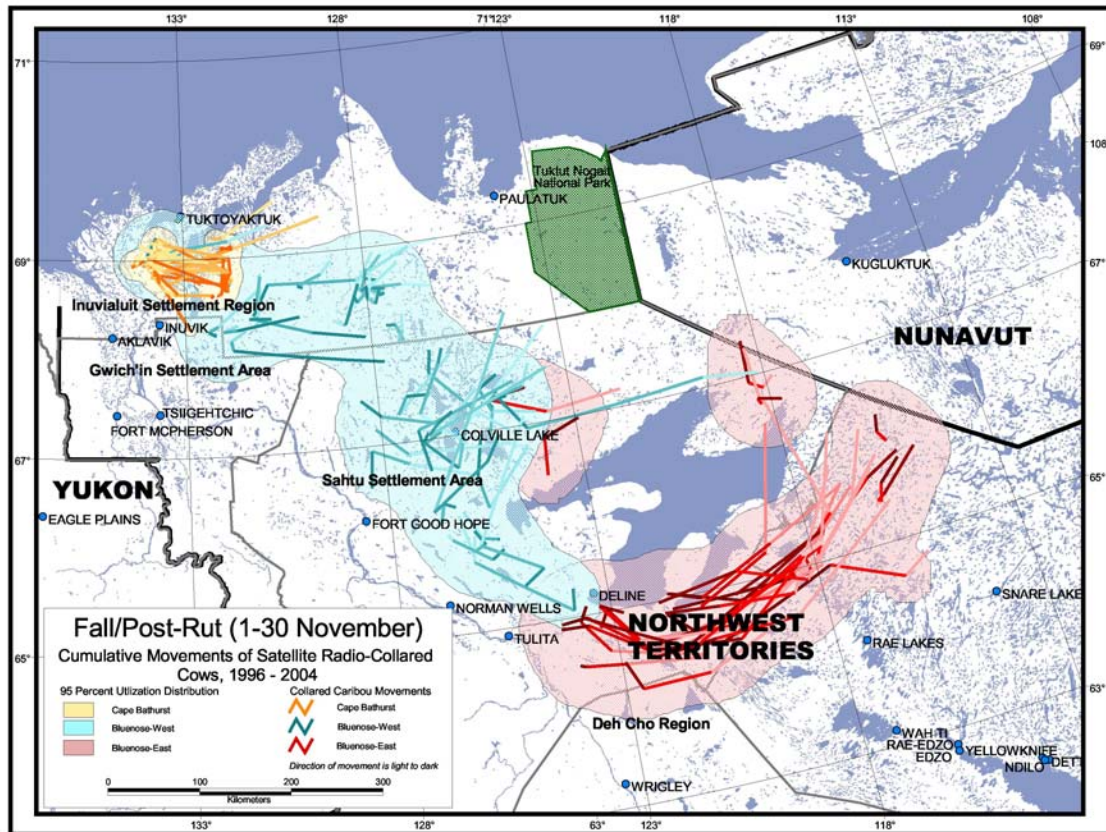 133°
128°
71°
123°
118°
113°
108°
69°
71°
108°
Tuktut Nogait
National Park
PAULATUK
TUKTOYAKTUK
69°
KUGLUKTUK
67°
Inuvialuit Settlement Region
INUVIK
AKLAVIK
NUNAVUT
Gwich'in Settlement Area
TSIIGEHTCHIC
FORT MCPHERSON
COLVILLE LAKE
67°
Sahtu Settlement Area
65°
YUKON
EAGLE PLAINS
FORT GOOD HOPE
DELINE
SNARE LAKE
NORMAN WELLS
NORTHWEST
TERRITORIES
TULITA
RAE LAKES
65°
63°
Deh Cho Region
WAH-TI
RAE-EDZO
EDZO
YELLOWKNIFE
NDILO
DETT
WRIGLEY
Fall/Post-Rut (1-30 November)
Cumulative Movements of Satellite Radio-Collared
Cows, 1996 - 2004
95 Percent Utlization Distribution
Cape Bathurst
Bluenose-West
Bluenose-East
Collared Caribou Movements
Cape Bathurst
Bluenose-West
Bluenose-East
Direction of movement is light to dark
0 100 200 300
Kilometers
133°
128°
63°
123°
118°